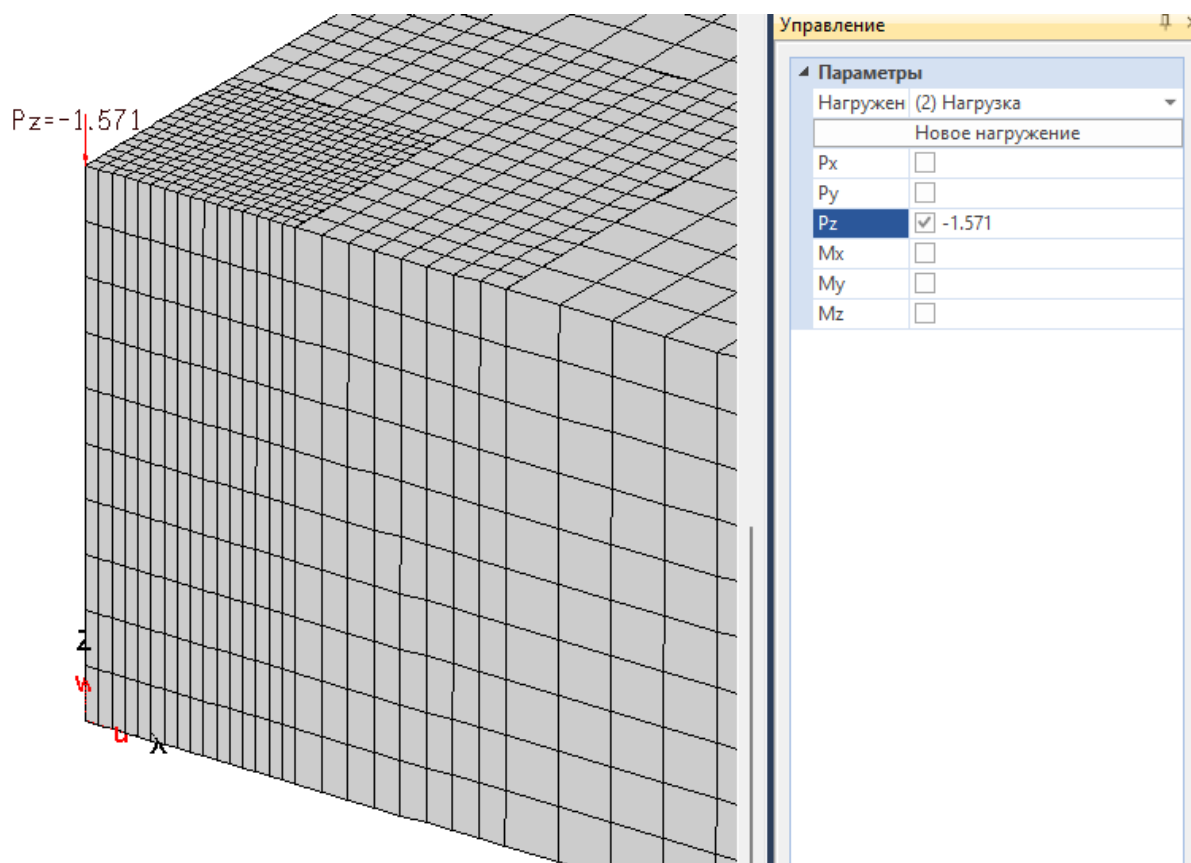 Управление
Параметры
Нагружен (2) Нагрузка
Новое нагружение
Px
Py
Pz -1.571
Mx
My
Mz
Pz=-1.571
Z
w
u
X